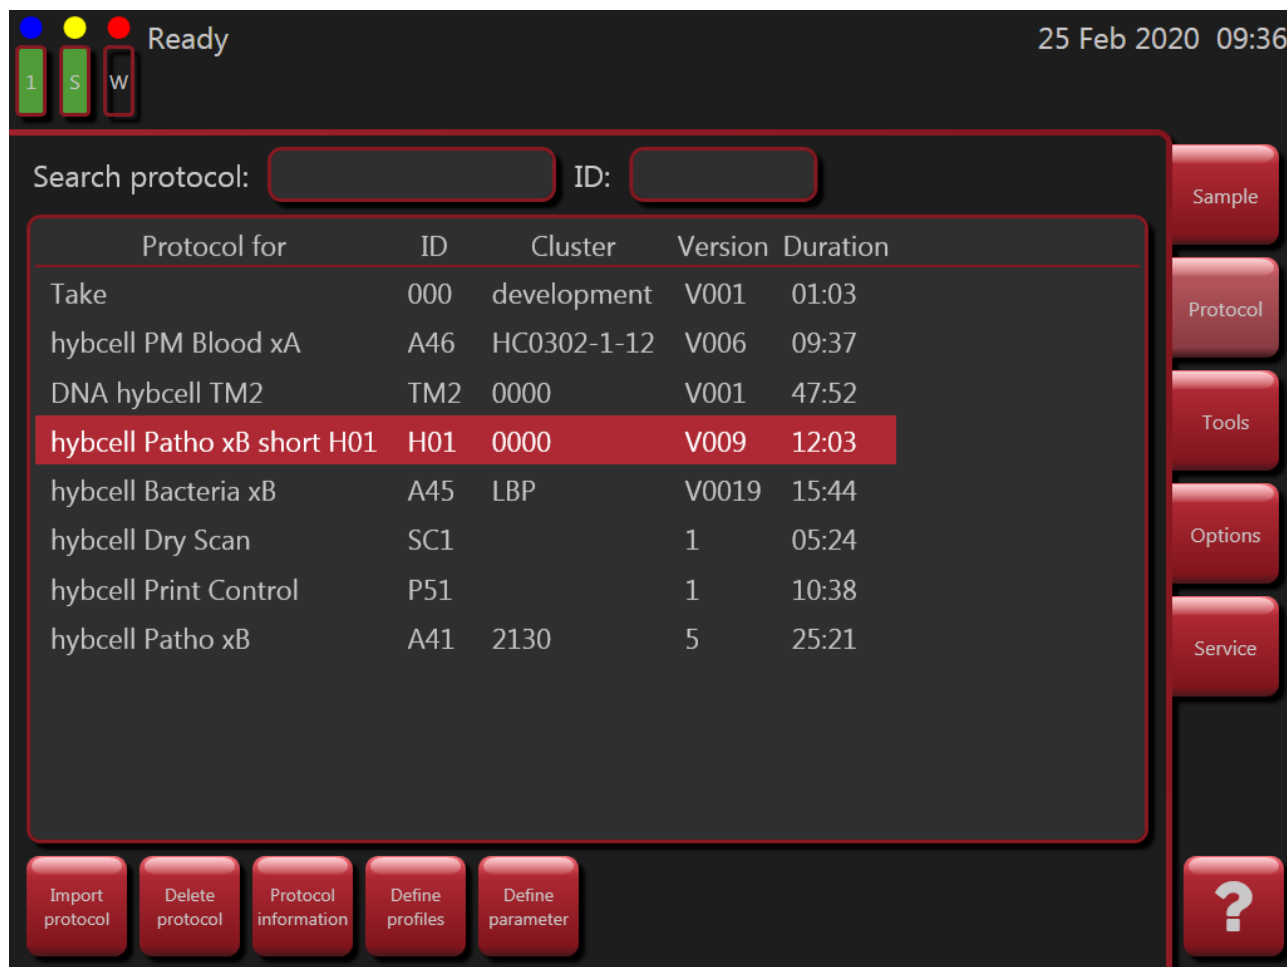 Ready 25 Feb 2020 09:36
1 S W
Search protocol: ID:
Protocol for ID Cluster Version Duration
Take 000 development V001 01:03
hybcell PM Blood xA A46 HC0302-1-12 V006 09:37
DNA hybcell TM2 TM2 0000 V001 47:52
hybcell Patho xB short H01 H01 0000 V009 12:03
hybcell Bacteria xB A45 LBP V0019 15:44
hybcell Dry Scan SC1 1 05:24
hybcell Print Control P51 1 10:38
hybcell Patho xB A41 2130 5 25:21
Sample
Protocol
Tools
Options
Service
Import protocol
Delete protocol
Protocol information
Define profiles
Define parameter
?